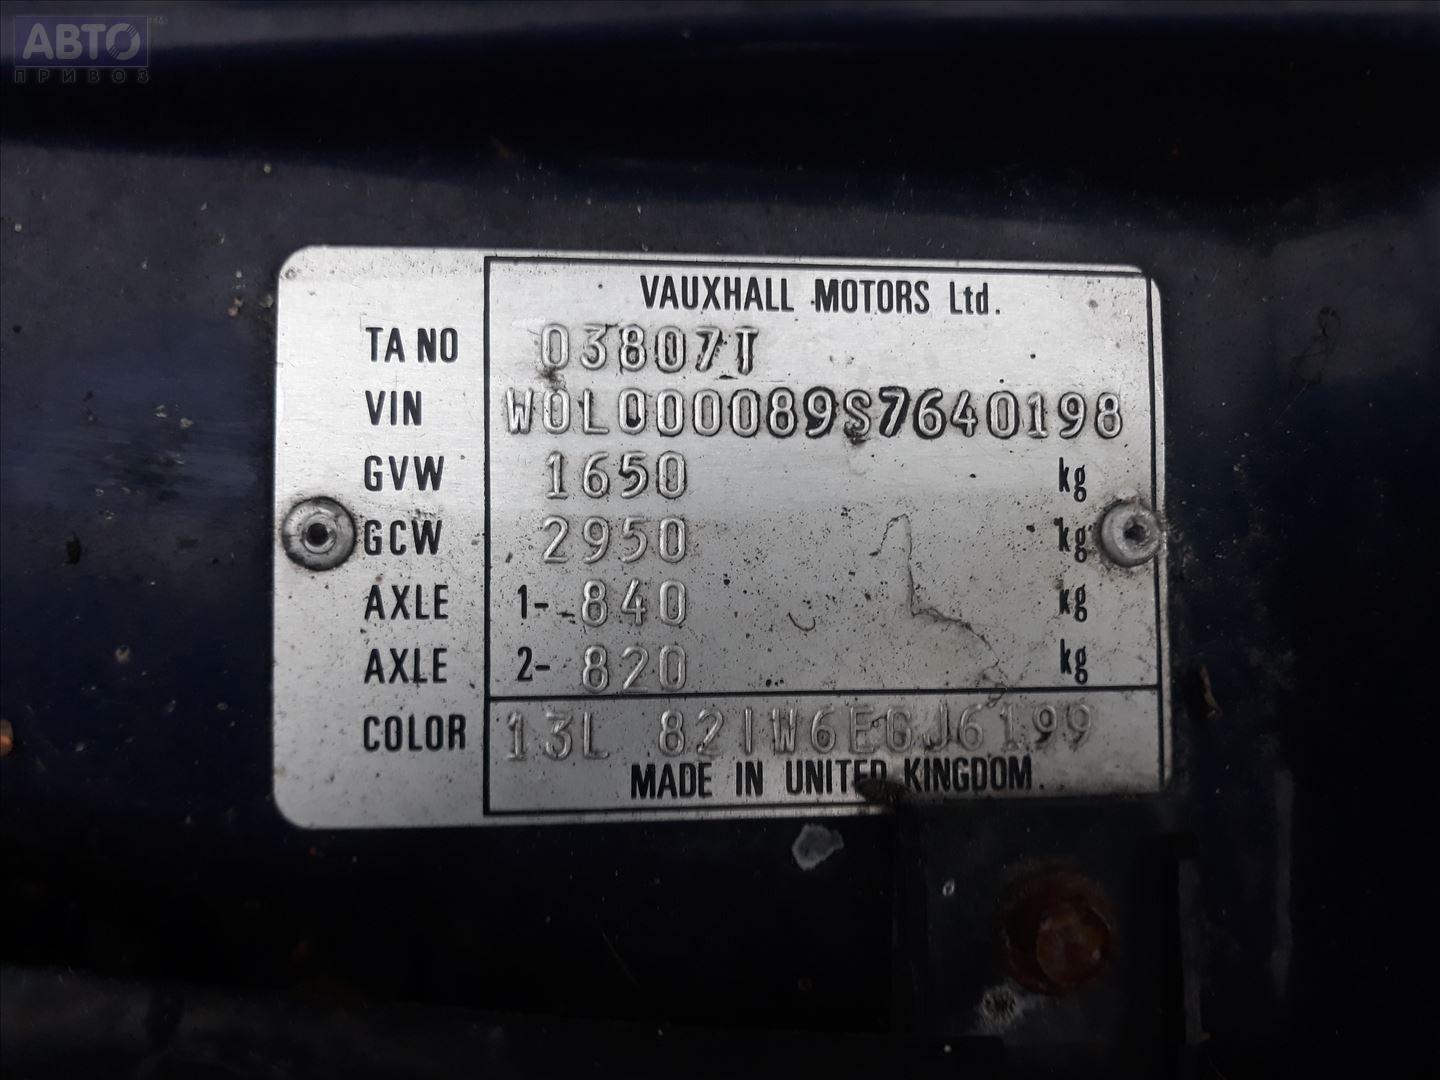 АВТО
ПРИВОЗ
VAUXHALL MOTORS Ltd.
TA NO 03807T
VIN W0L000089S7640198
GVW 1650 kg
GCW 2950 kg
AXLE 1- 840 kg
AXLE 2- 820 kg
COLOR 13L 82IW6EGJ6199
MADE IN UNITED KINGDOM.